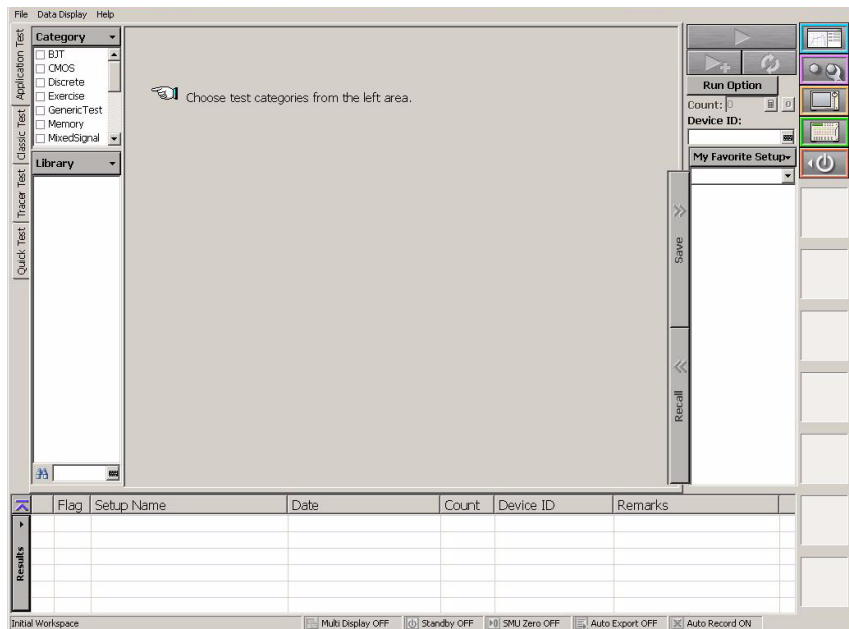 File Data Display Help
Application Test
Classic Test
Tracer Test
Quick Test
Category
BJT
CMOS
Discrete
Exercise
GenericTest
Memory
MixedSignal
Library
Choose test categories from the left area.
Save
Recall
Run Option
Count: 0 0
Device ID:
My Favorite Setup
Results
Flag Setup Name Date Count Device ID Remarks
Initial Workspace Multi Display OFF Standby OFF SMU Zero OFF Auto Export OFF Auto Record ON